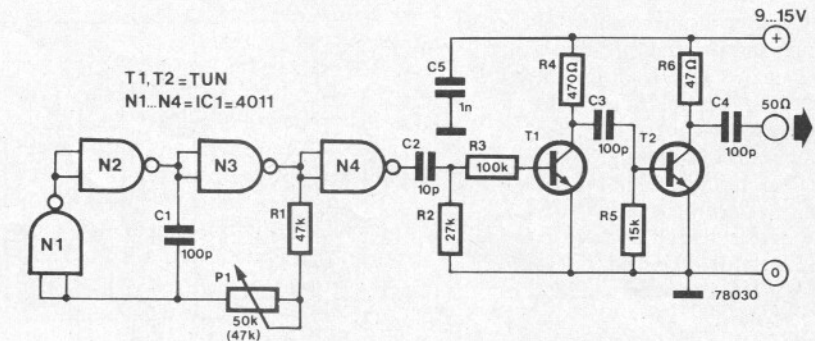 9...15V
T1,T2=TUN
N1...N4=IC1=4011
C5
1n
R4
470Ω
R6
47Ω
+
C3
100p
C4
100p
50Ω
T1
T2
N2
N3
N4
C2
10p
R3
100k
N1
C1
100p
R1
47k
R2
27k
R5
15k
P1
50k
(47k)
0
78030